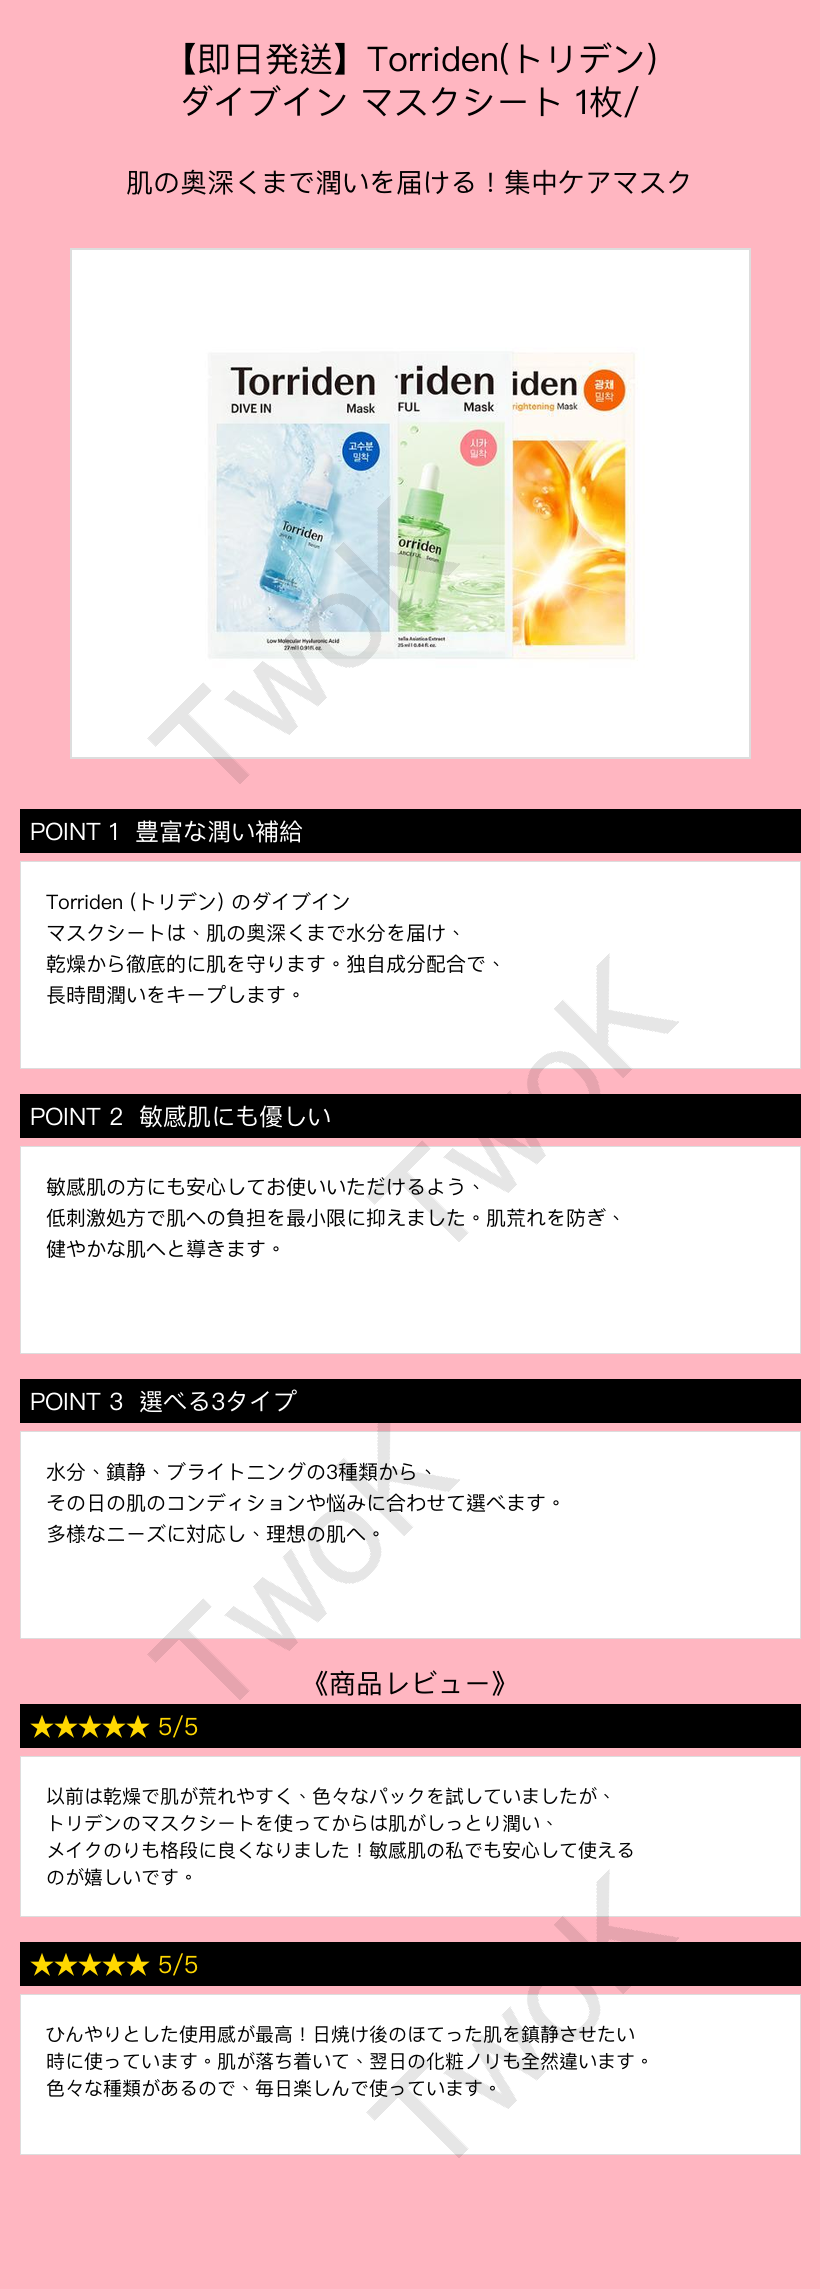 【即日発送】Torriden(トリデン)
ダイブイン マスクシート 1枚/
肌の奥深くまで潤いを届ける！集中ケアマスク
Torriden
DIVE IN Mask
고수분
밀착
Torriden
DIVE IN Serum
Low Molecular Hyaluronic Acid
27ml | 0.91fl. oz.
riden
FUL Mask
시카
밀착
orriden
Serum
tella Asiatica Extract
25ml | 0.84 fl. oz.
iden
rightening Mask
광채
밀착
TwoK
POINT 1 豊富な潤い補給
Torriden (トリデン) のダイブイン
マスクシートは、肌の奥深くまで水分を届け、
乾燥から徹底的に肌を守ります。独自成分配合で、
長時間潤いをキープします。
TwoK
POINT 2 敏感肌にも優しい
敏感肌の方にも安心してお使いいただけるよう、
低刺激処方で肌への負担を最小限に抑えました。肌荒れを防ぎ、
健やかな肌へと導きます。
POINT 3 選べる3タイプ
水分、鎮静、ブライトニングの3種類から、
その日の肌のコンディションや悩みに合わせて選べます。
多様なニーズに対応し、理想の肌へ。
TwoK
《商品レビュー》
★★★★★ 5/5
以前は乾燥で肌が荒れやすく、色々なパックを試していましたが、
トリデンのマスクシートを使ってからは肌がしっとり潤い、
メイクのりも格段に良くなりました！敏感肌の私でも安心して使える
のが嬉しいです。
★★★★★ 5/5
ひんやりとした使用感が最高！日焼け後のほてった肌を鎮静させたい
時に使っています。肌が落ち着いて、翌日の化粧ノリも全然違います。
色々な種類があるので、毎日楽しんで使っています。
TwoK